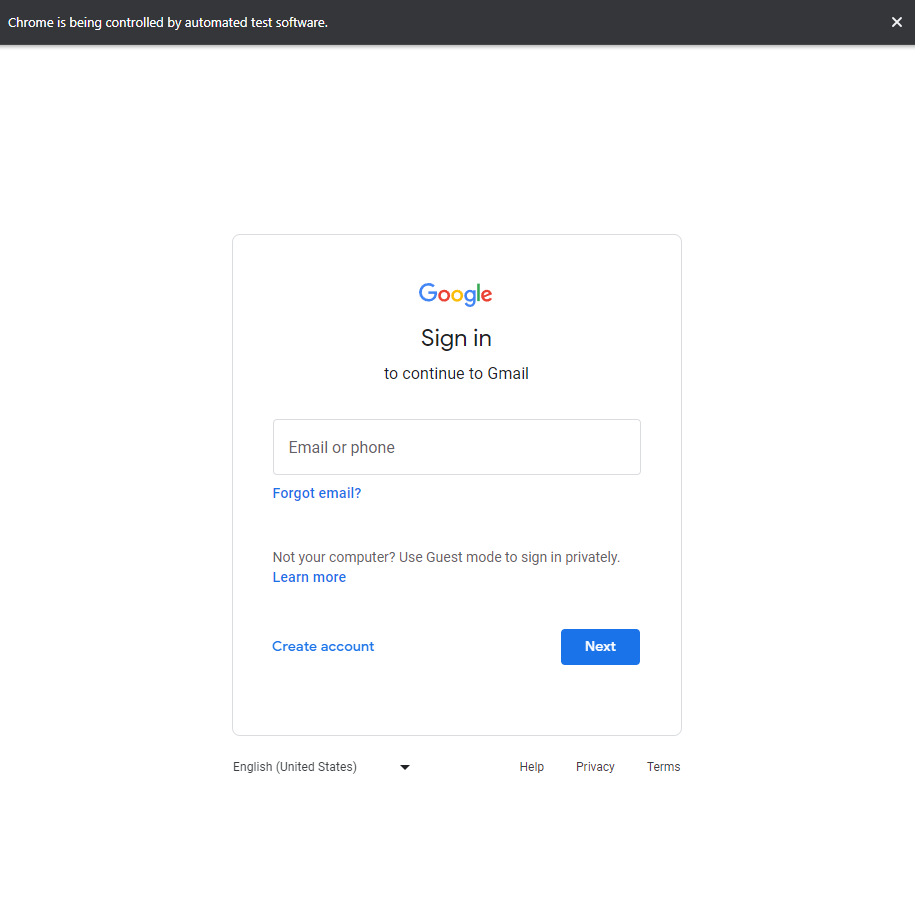 Chrome is being controlled by automated test software.
Google
Sign in
to continue to Gmail
Email or phone
Forgot email?
Not your computer? Use Guest mode to sign in privately.
Learn more
Create account
Next
English (United States)
Help
Privacy
Terms